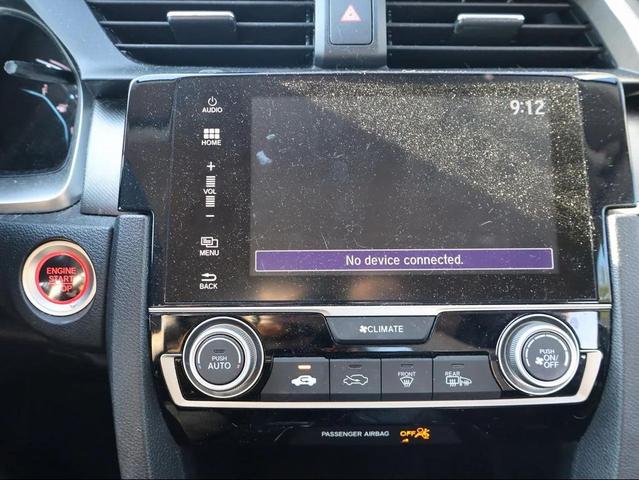 AUDIO
9:12
HOME
VOL
MENU
No device connected.
BACK
ENGINE
START
STOP
CLIMATE
PUSH
AUTO
PUSH
ON/
OFF
FRONT
REAR
PASSENGER AIRBAG
OFF